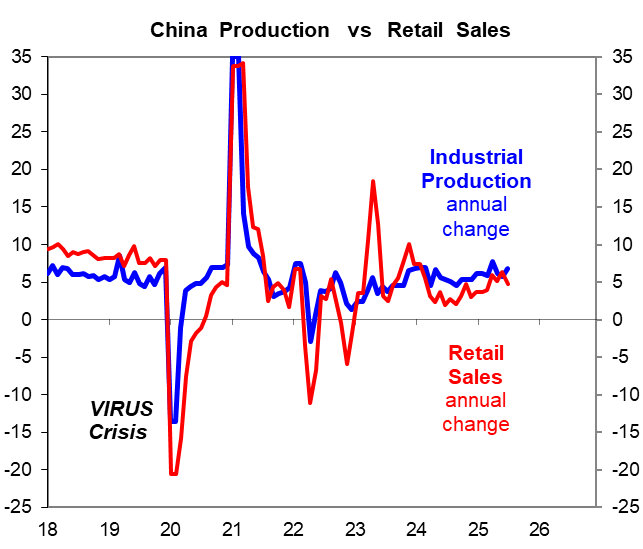 China Production vs Retail Sales
35 35
30 30
25 25
20 20
15 15
10 10
5 5
0 0
-5 -5
-10 -10
-15 -15
-20 -20
-25 -25
Industrial
Production
annual
change
Retail
Sales
annual
change
VIRUS
Crisis
18 19 20 21 22 23 24 25 26